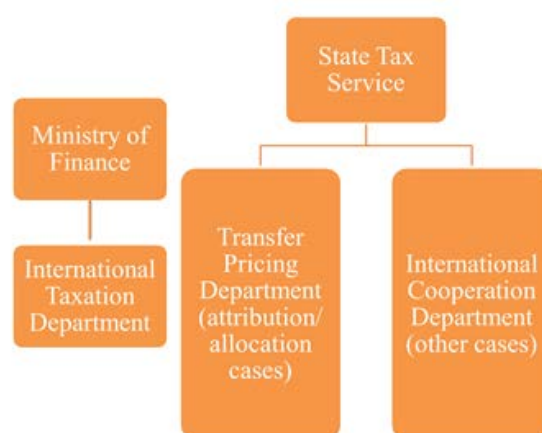 State Tax
Service
Ministry of
Finance
International
Taxation
Department
Transfer
Pricing
Department
(attribution/
allocation
cases)
International
Cooperation
Department
(other cases)